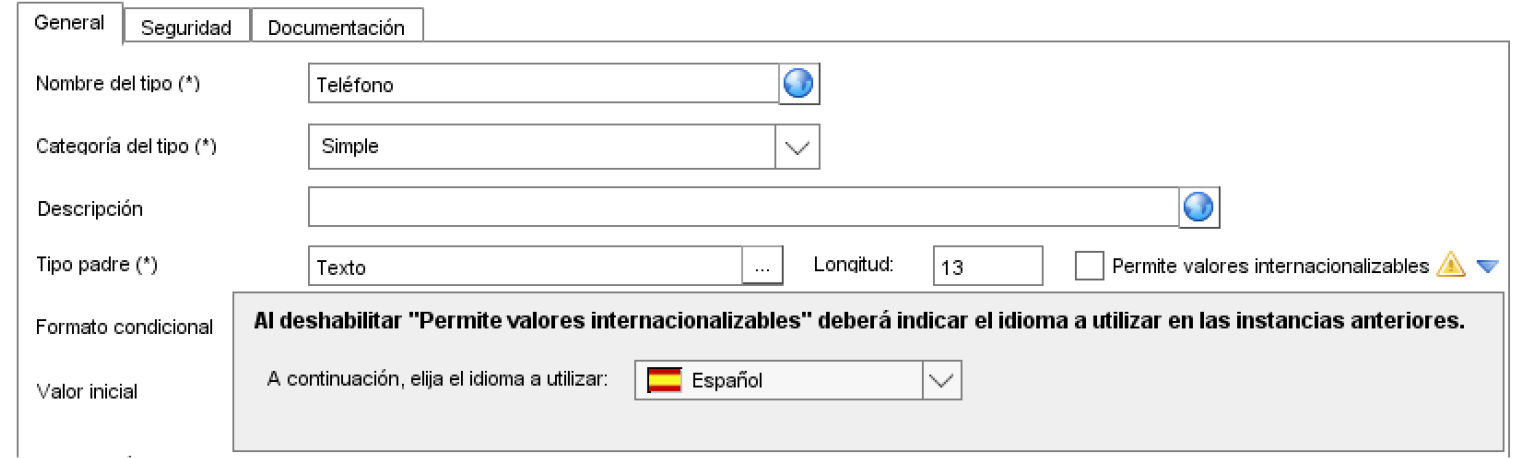 General Seguridad Documentación
Nombre del tipo (*) Teléfono
Categoría del tipo (*) Simple
Descripción
Tipo padre (*) Texto ... Longitud: 13 Permite valores internacionalizables
Formato condicional
Al deshabilitar "Permite valores internacionalizables" deberá indicar el idioma a utilizar en las instancias anteriores.
A continuación, elija el idioma a utilizar: Español
Valor inicial